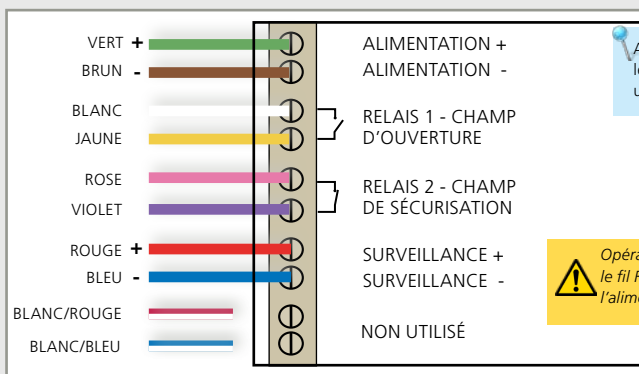 VERT + ALIMENTATION +
BRUN - ALIMENTATION -
BLANC RELAIS 1 - CHAMP
JAUNE D'OUVERTURE
ROSE RELAIS 2 - CHAMP
VIOLET DE SÉCURISATION
ROUGE + SURVEILLANCE +
BLEU - SURVEILLANCE -
BLANC/ROUGE
NON UTILISÉ
BLANC/BLEU
Opéra
le fil
l'alime